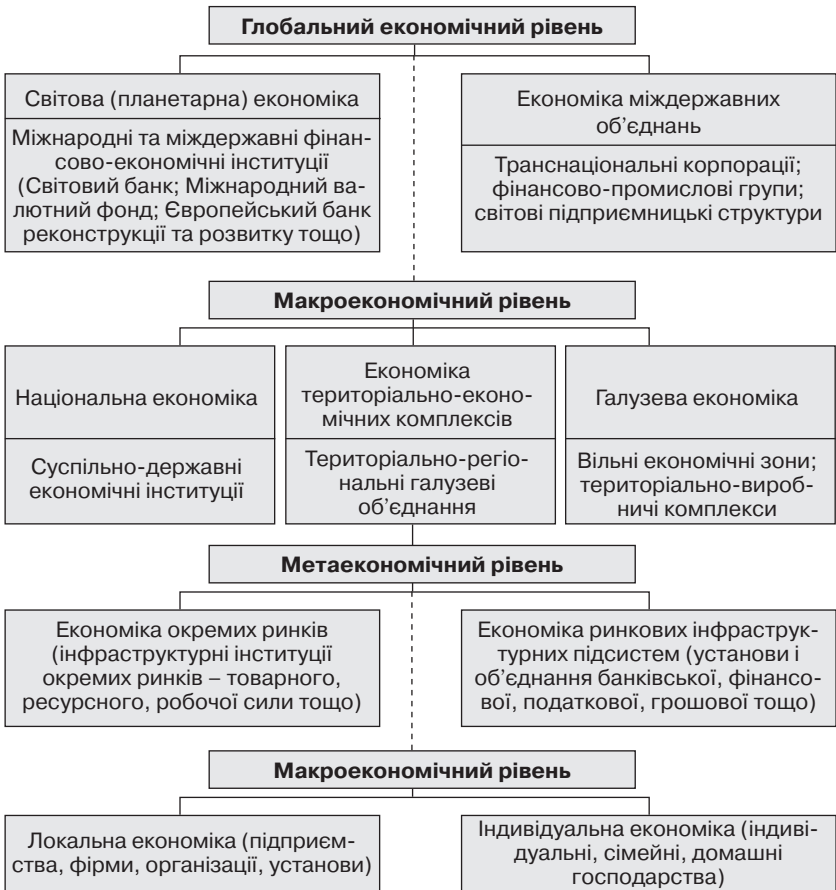 Глобальний економічний рівень
Світова (планетарна) економіка
Міжнародні та міждержавні фінан-
сово-економічні інституції
(Світовий банк; Міжнародний ва-
лютний фонд; Європейський банк
реконструкції та розвитку тощо)
Економіка міждержавних
об’єднань
Транснаціональні корпорації;
фінансово-промислові групи;
світові підприємницькі структури
Макроекономічний рівень
Національна економіка
Суспільно-державні
економічні інституції
Економіка
територіально-еконо-
мічних комплексів
Територіально-регіо-
нальні галузеві
об’єднання
Галузева економіка
Вільні економічні зони;
територіально-вироб-
ничі комплекси
Метаекономічний рівень
Економіка окремих ринків
(інфраструктурні інституції
окремих ринків – товарного,
ресурсного, робочої сили тощо)
Економіка ринкових інфраструк-
турних підсистем (установи і
об’єднання банківської, фінансо-
вої, податкової, грошової тощо)
Макроекономічний рівень
Локальна економіка (підприєм-
ства, фірми, організації, установи)
Індивідуальна економіка (індиві-
дуальні, сімейні, домашні
господарства)